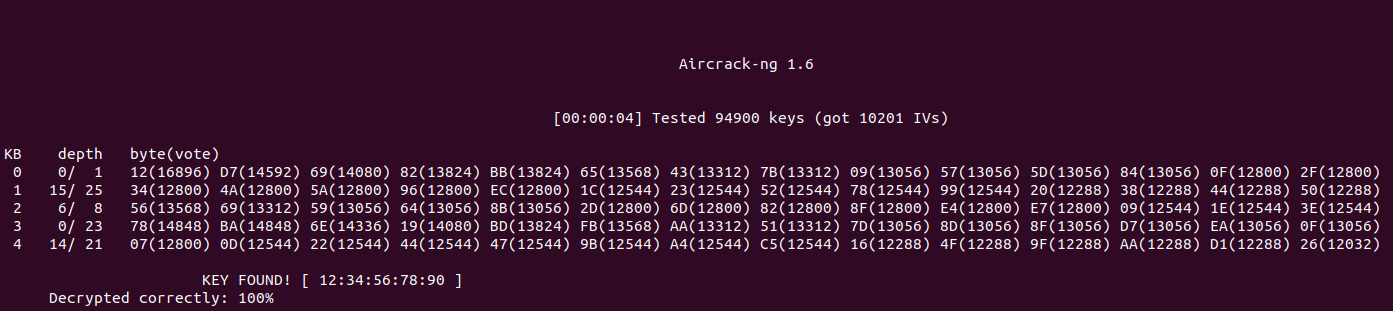 Aircrack-ng 1.6
[00:00:04] Tested 94900 keys (got 10201 IVs)
KB depth byte(vote)
0 0/ 1 12(16896) D7(14592) 69(14080) 82(13824) BB(13824) 65(13568) 43(13312) 7B(13312) 09(13056) 57(13056) 5D(13056) 84(13056) 0F(12800) 2F(12800)
1 15/ 25 34(12800) 4A(12800) 5A(12800) 96(12800) EC(12800) 1C(12544) 23(12544) 52(12544) 78(12544) 99(12544) 20(12288) 38(12288) 44(12288) 50(12288)
2 6/ 8 56(13568) 69(13312) 59(13056) 64(13056) 8B(13056) 2D(12800) 6D(12800) 82(12800) 8F(12800) E4(12800) E7(12800) 09(12544) 1E(12544) 3E(12544)
3 0/ 23 78(14848) BA(14848) 6E(14336) 19(14080) BD(13824) FB(13568) AA(13312) 51(13312) 7D(13056) 8D(13056) 8F(13056) D7(13056) EA(13056) 0F(13056)
4 14/ 21 07(12800) 0D(12544) 22(12544) 44(12544) 47(12544) 9B(12544) A4(12544) C5(12544) 16(12288) 4F(12288) 9F(12288) AA(12288) D1(12288) 26(12032)
KEY FOUND! [ 12:34:56:78:90 ]
Decrypted correctly: 100%